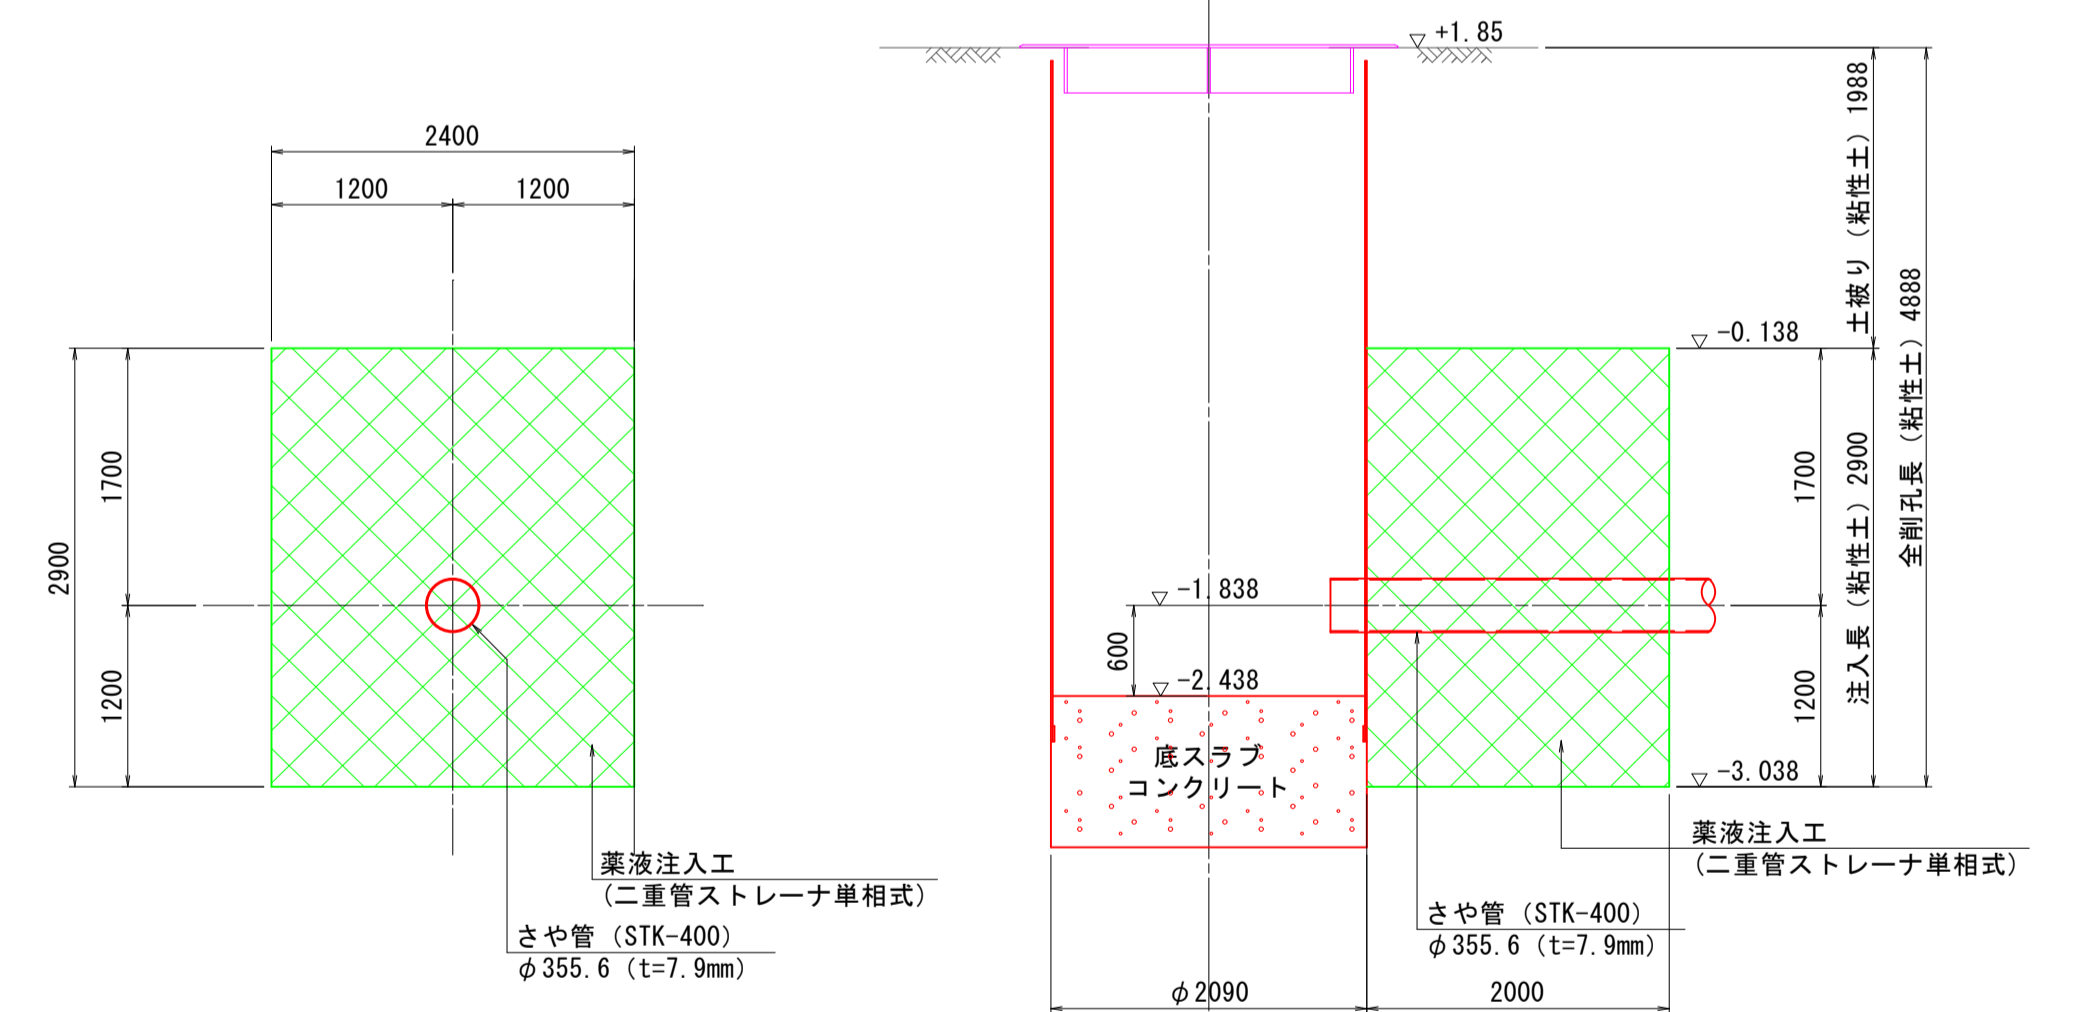 2400
1200
1200
2900
1700
1200
薬液注入工
(二重管ストレーナ単相式)
さや管 (STK-400)
φ355.6 (t=7.9mm)
+1.85
土被り (粘性土) 1988
全削孔長 (粘性土) 4888
-0.138
注入長 (粘性土) 2900
1700
1200
-1.838
600
-2.438
底スラブ
コンクリート
-3.038
薬液注入工
(二重管ストレーナ単相式)
さや管 (STK-400)
φ355.6 (t=7.9mm)
φ2090
2000